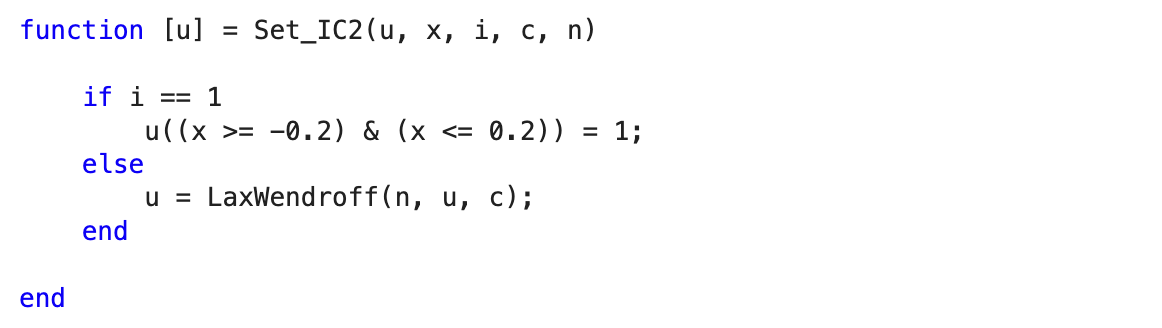 function [u] = Set_IC2(u, x, i, c, n)
if i == 1
u((x >= -0.2) & (x <= 0.2)) = 1;
else
u = LaxWendroff(n, u, c);
end
end